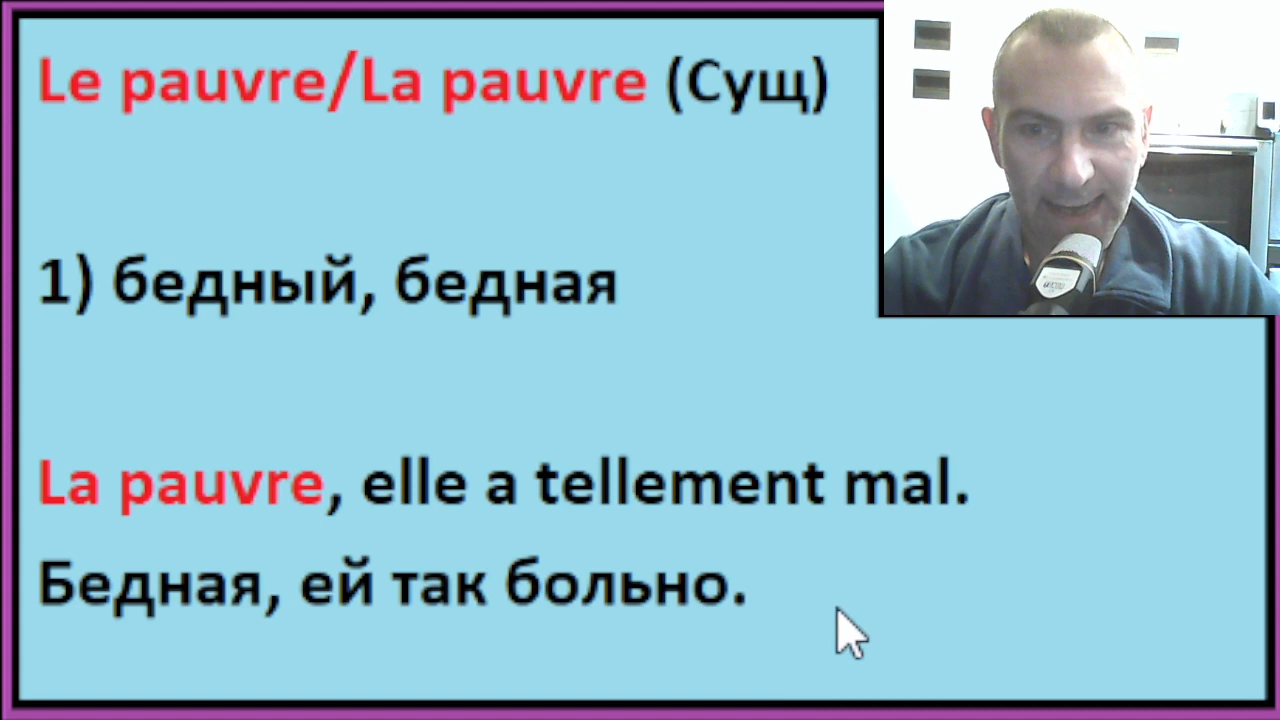 Le pauvre/La pauvre (Сущ)
1) бедный, бедная
La pauvre, elle a tellement mal.
Бедная, ей так больно.